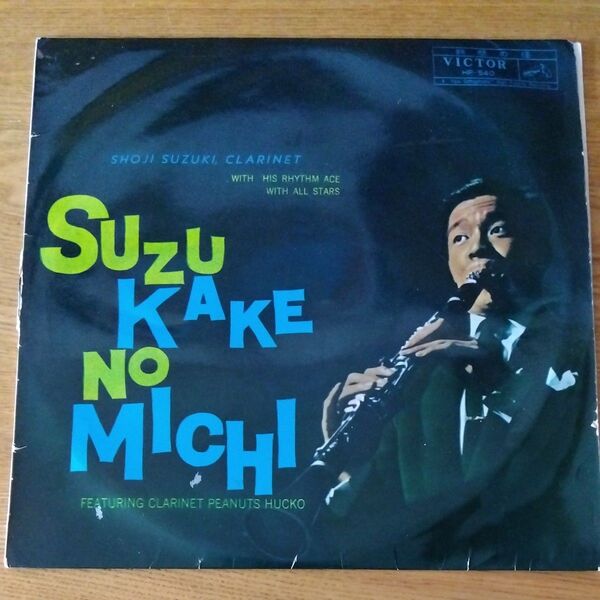 VICTOR
HP 540
SHOJI SUZUKI, CLARINET
WITH HIS RHYTHM ACE
WITH ALL STARS
SUZU
KAKE
NO
MICHI
FEATURING CLARINET PEANUTS HUCKO